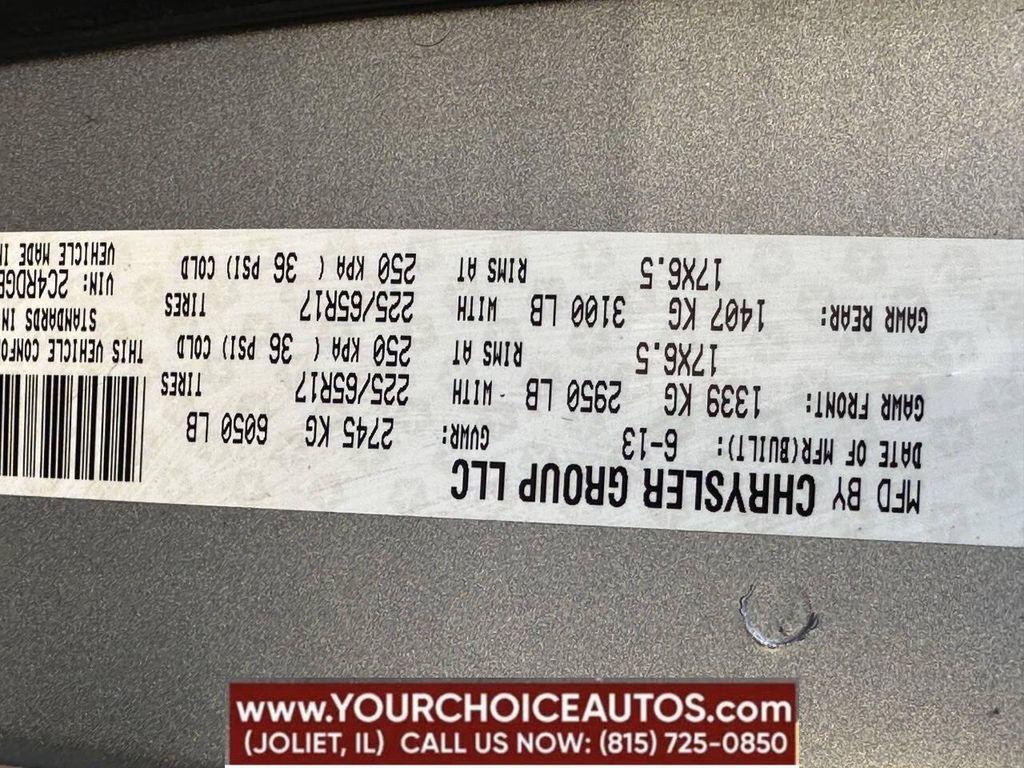 MFD BY CHRYSLER GROUP LLC
DATE OF MFR(BUILT): 6-13 GVWR: 2745 KG 6050 LB
GAWR FRONT: 1339 KG 2950 LB WITH 225/65R17 TIRES
17X6.5 RIMS AT 250 KPA ( 36 PSI) COLD
GAWR REAR: 1407 KG 3100 LB WITH 225/65R17 TIRES
17X6.5 RIMS AT 250 KPA ( 36 PSI) COLD
THIS VEHICLE
STANDARDS IN
VIN:
VEHICLE MADE IN
www.YOURCHOICEAUTOS.com
(JOLIET, IL) CALL US NOW: (815) 725-0850